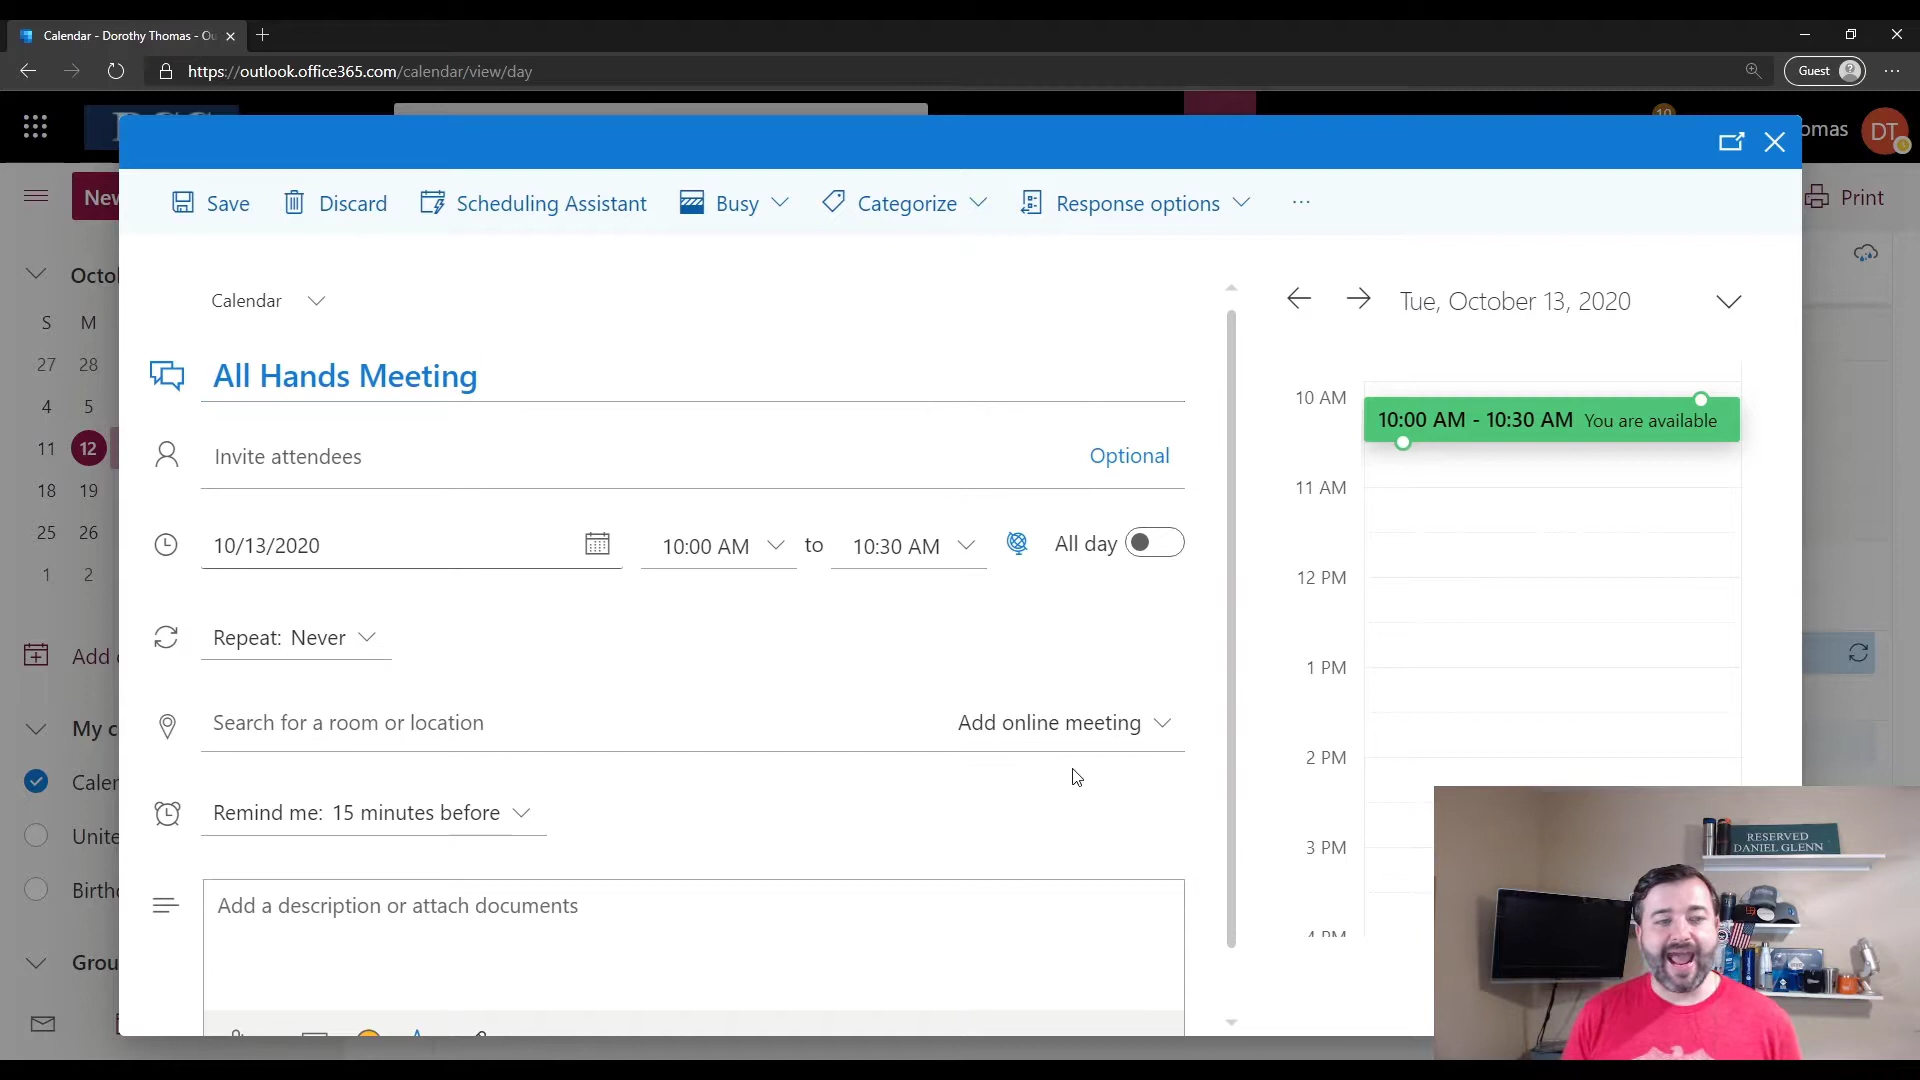 Calendar - Dorothy Thomas - Ou
https://outlook.office365.com/calendar/view/day
Guest
10
omas
DT
New
Print
Save
Discard
Scheduling Assistant
Busy
Categorize
Response options
Octo
S M
27 28
4 5
11 12
18 19
25 26
1 2
Add
My c
Calen
Unite
Birth
Grou
Calendar
All Hands Meeting
Invite attendees
Optional
10/13/2020
10:00 AM to 10:30 AM
All day
Repeat: Never
Search for a room or location
Add online meeting
Remind me: 15 minutes before
Add a description or attach documents
Tue, October 13, 2020
10 AM
10:00 AM - 10:30 AM You are available
11 AM
12 PM
1 PM
2 PM
3 PM
4 PM
RESERVED
DANIEL GLENN